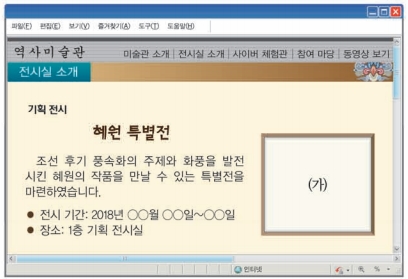 파일(F) 편집(E) 보기(V) 즐겨찾기(A) 도구(T) 도움말(H)
역사미술관
미술관 소개 | 전시실 소개 | 사이버 체험관 | 참여 마당 | 동영상 보기
전시실 소개
기획 전시
혜원 특별전
조선 후기 풍속화의 주제와 화풍을 발전
시킨 혜원의 작품을 만날 수 있는 특별전을
마련하였습니다.
● 전시 기간: 2018년 ○○월 ○○일～○○일
● 장소: 1층 기획 전시실
(가)
인터넷